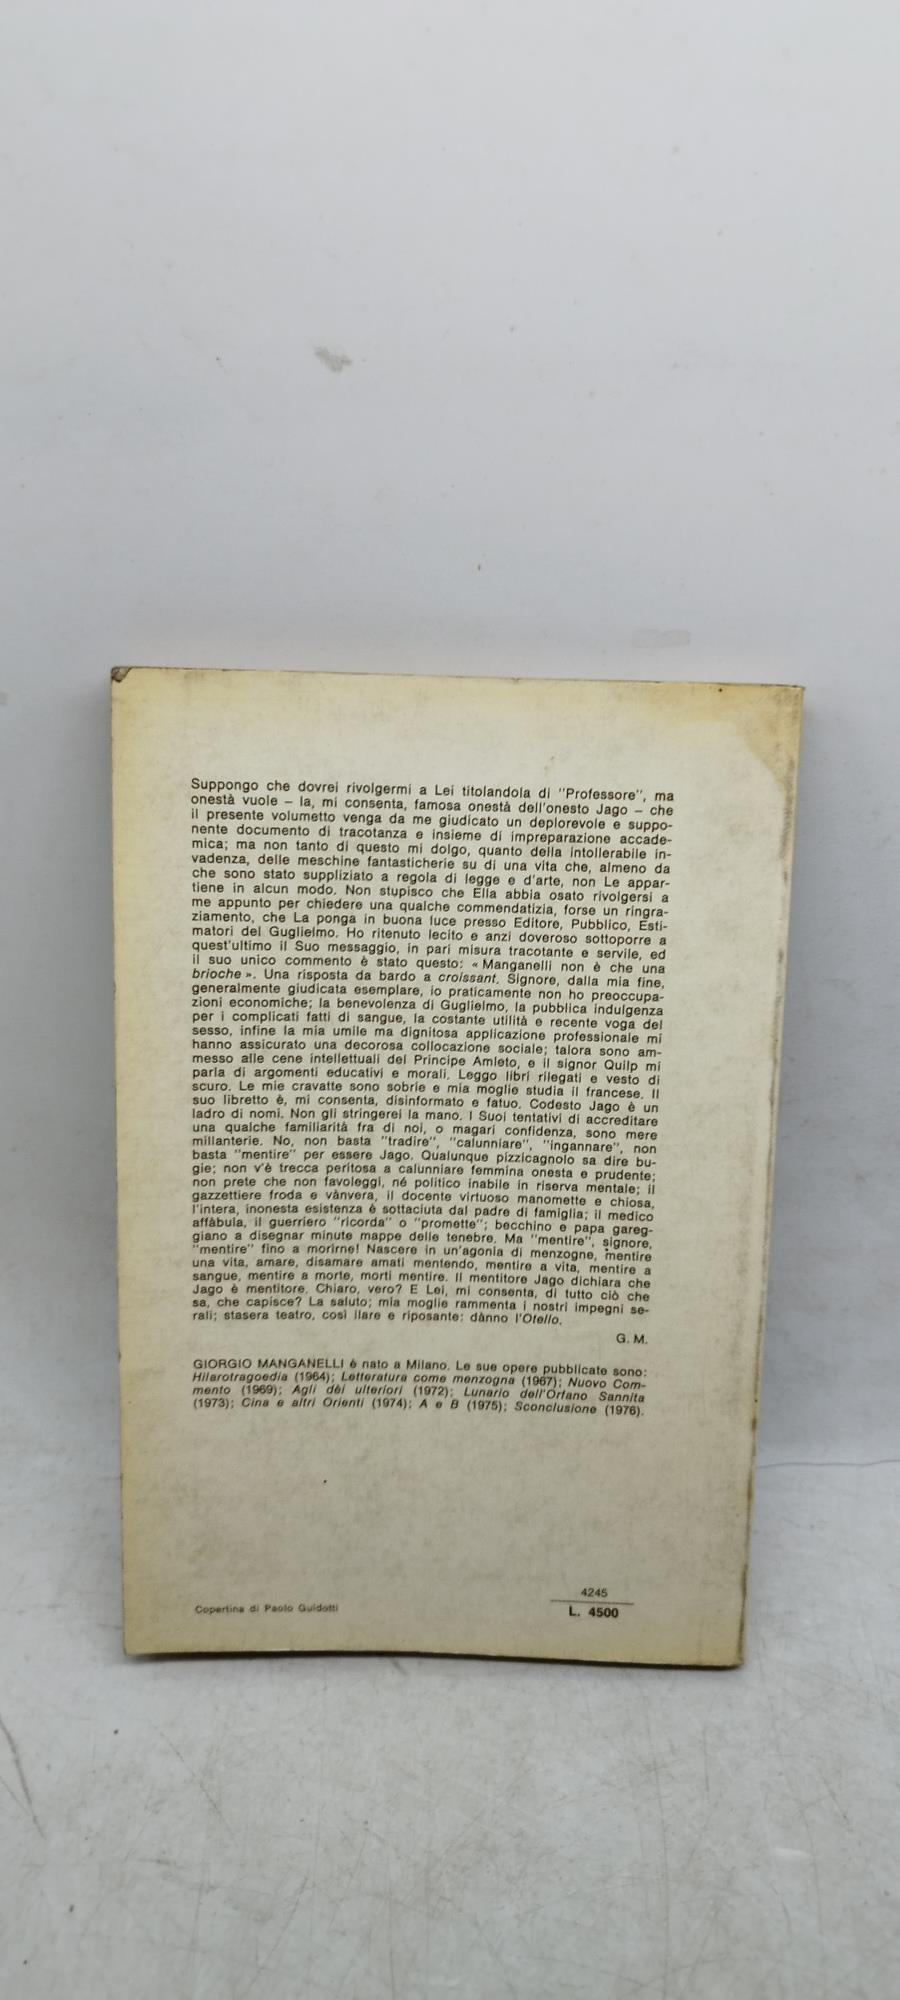 Suppongo che dovrei rivolgermi a Lei titolandola di "Professore", ma
onestà vuole – la, mi consenta, famosa onestà dell'onesto Jago – che
il presente volumetto venga da me giudicato un deplorevole e suppo-
nente documento di tracotanza e insieme di impreparazione accade-
mica; ma non tanto di questo mi dolgo, quanto della intollerabile in-
vadenza, delle meschine fantasticherie su di una vita che, almeno da
che sono stato suppliziato a regola di legge e d'arte, non Le appar-
tiene in alcun modo. Non stupisco che Ella abbia osato rivolgersi a
me appunto per chiedere una qualche commendatizia, forse un ringra-
ziamento, che La ponga in buona luce presso Editore, Pubblico, Esti-
matori del Guglielmo. Ho ritenuto lecito e anzi doveroso sottoporre a
quest'ultimo il Suo messaggio, in pari misura tracotante e servile, ed
il suo unico commento è stato questo: « Manganelli non è che una
brioche ». Una risposta da bardo a croissant. Signore, dalla mia fine,
generalmente giudicata esemplare, io praticamente non ho preoccupa-
zioni economiche; la benevolenza di Guglielmo, la pubblica indulgenza
per i complicati fatti di sangue, la costante utilità e recente voga del
sesso, infine la mia umile ma dignitosa applicazione professionale mi
hanno assicurato una decorosa collocazione sociale; talora sono am-
messo alle cene intellettuali del Principe Amleto, e il signor Quilp mi
parla di argomenti educativi e morali. Leggo libri rilegati e vesto di
scuro. Le mie cravatte sono sobrie e mia moglie studia il francese. Il
suo libretto è, mi consenta, disinformato e fatuo. Codesto Jago è un
ladro di nomi. Non gli stringerei la mano. I Suoi tentativi di accreditare
una qualche familiarità fra di noi, o magari confidenza, sono mere
millanterie. No, non basta "tradire", "calunniare", "ingannare", non
basta "mentire" per essere Jago. Qualunque pizzicagnolo sa dire bu-
gie; non v'è trecca peritosa a calunniare femmina onesta e prudente;
non prete che non favoleggi, né politico inabile in riserva mentale; il
gazzettiere froda e vànvera, il docente virtuoso manomette e chiosa,
l'intera, inonesta esistenza è sottaciuta dal padre di famiglia; il medico
affàbula, il guerriero "ricorda" o "promette"; becchino e papa gareg-
giano a disegnar minute mappe delle tenebre. Ma "mentire", signore,
"mentire" fino a morirne! Nascere in un'agonia di menzogne, mentire
una vita, amare, disamare amati mentendo, mentire a vita, mentire a
sangue, mentire a morte, morti mentire. Il mentitore Jago dichiara che
Jago è mentitore. Chiaro, vero? E Lei, mi consenta, di tutto ciò che
sa, che capisce? La saluto; mia moglie rammenta i nostri impegni se-
rali; stasera teatro, così ilare e riposante: dànno l'Otello.
G. M.
GIORGIO MANGANELLI è nato a Milano. Le sue opere pubblicate sono:
Hilarotragoedia (1964); Letteratura come menzogna (1967); Nuovo Com-
mento (1969); Agli dèi ulteriori (1972); Lunario dell'Orfano Sannita
(1973); Cina e altri Orienti (1974); A e B (1975); Sconclusione (1976).
4245
Copertina di Paolo Guidotti
L. 4500